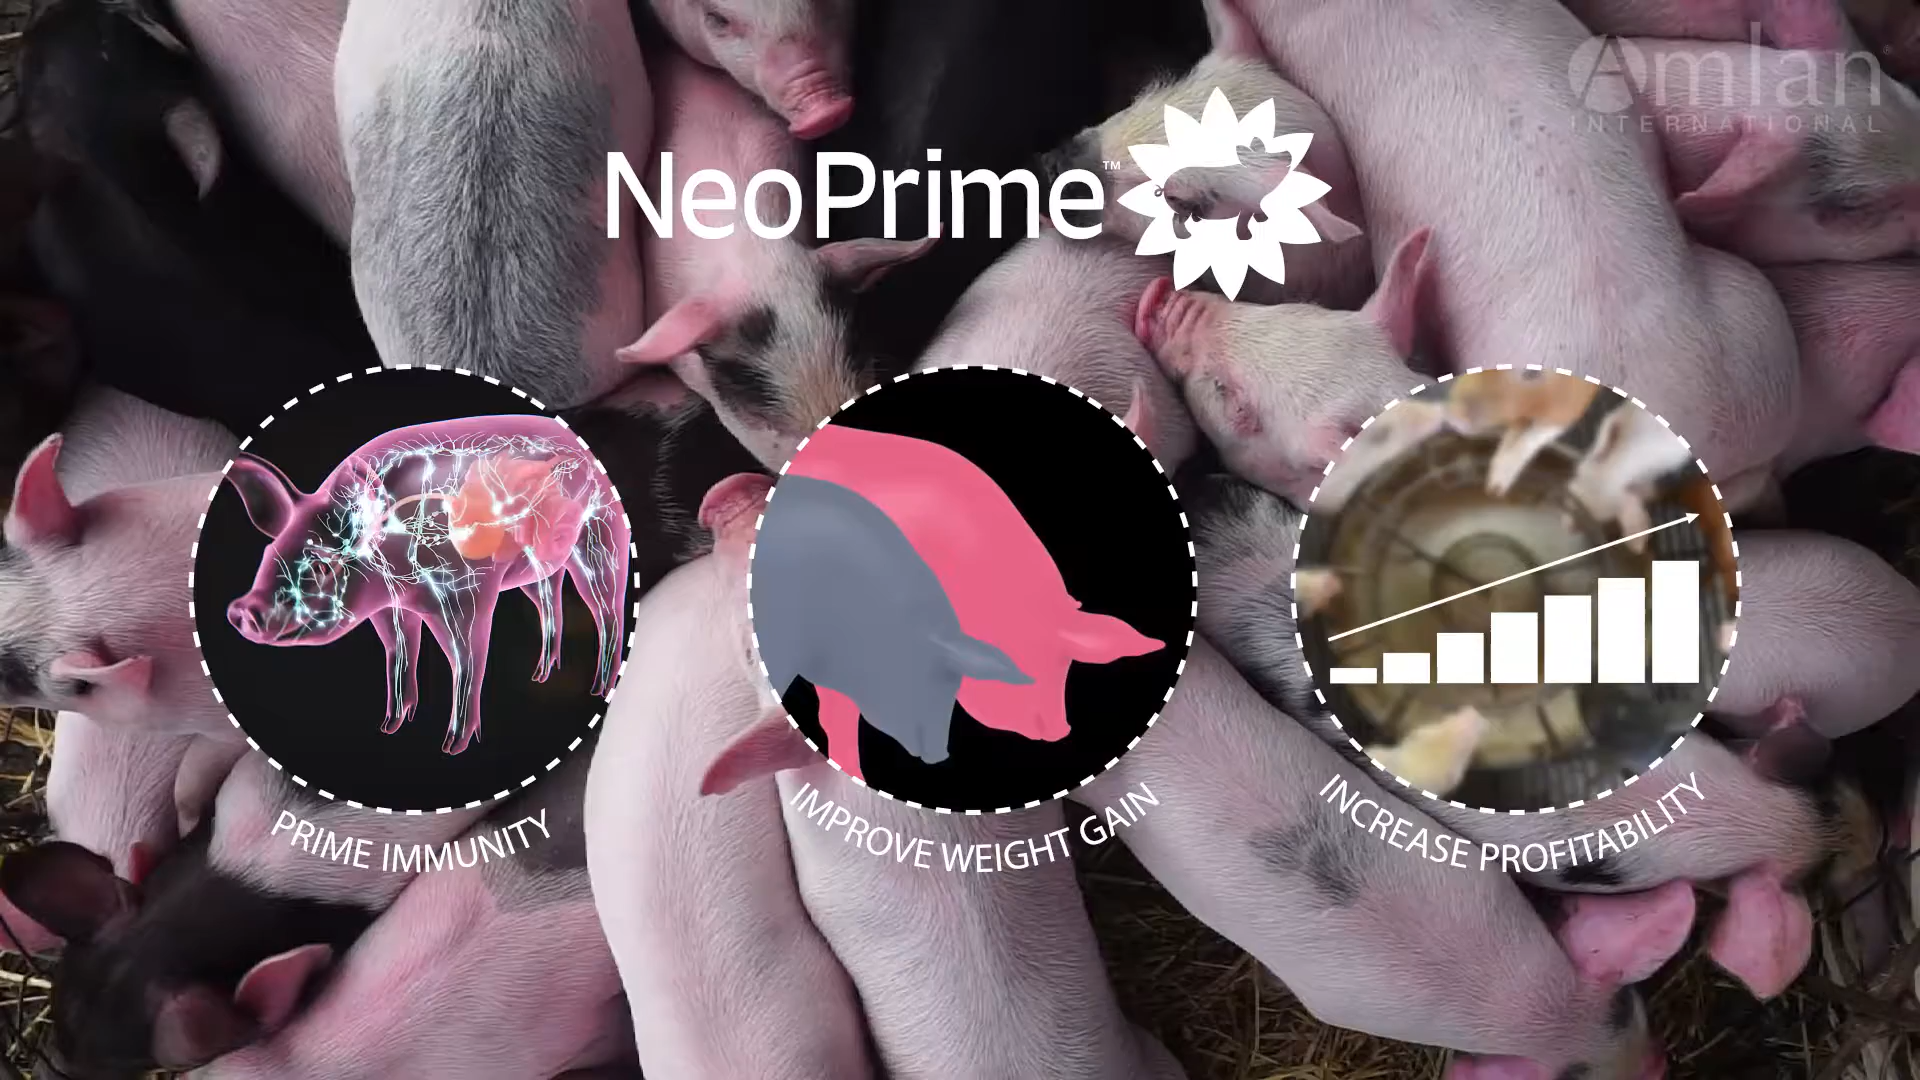 Amlan®
INTERNATIONAL
NeoPrime™
PRIME IMMUNITY
IMPROVE WEIGHT GAIN
INCREASE PROFITABILITY